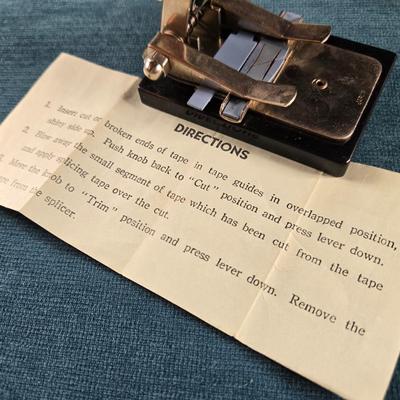 DIRECTIONS
1. Insert cut or broken ends of tape in tape guides in overlapped position,
shiny side up. Push knob back to "Cut" position and press lever down.
2. Blow away the small segment of tape which has been cut from the tape
and apply splicing tape over the cut.
3. Move the knob to "Trim" position and press lever down. Remove the
from the splicer.